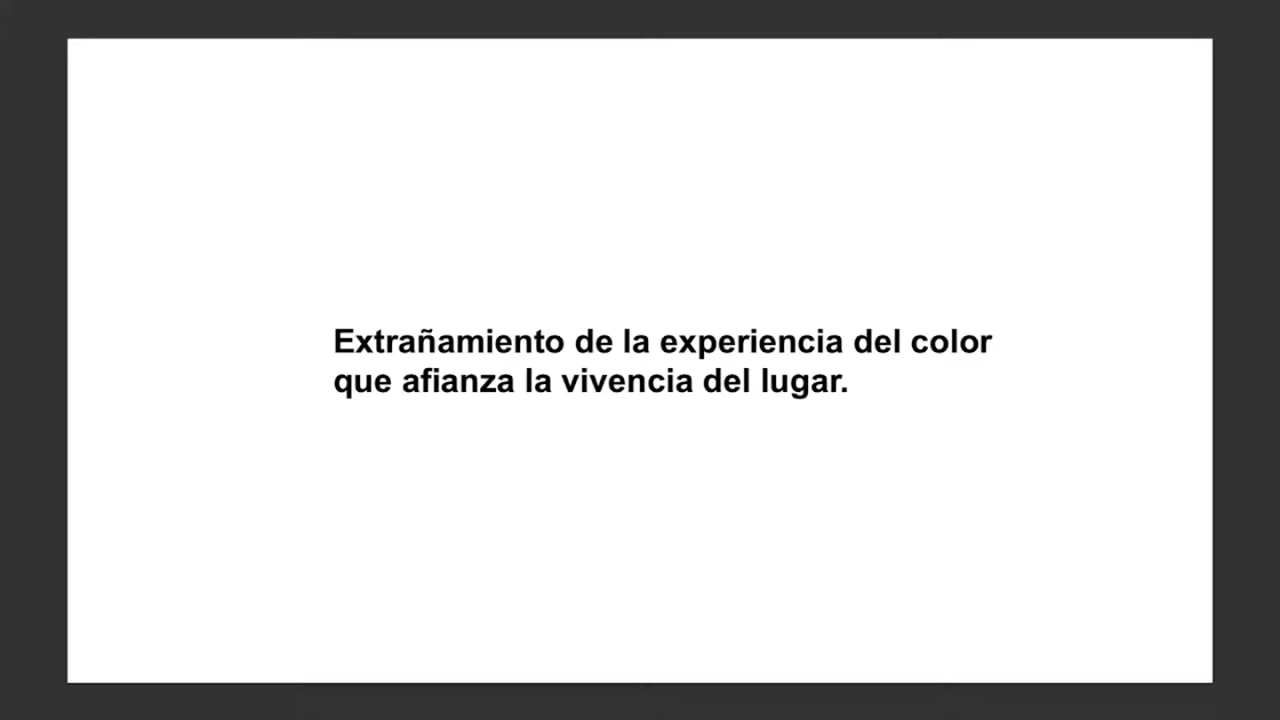 Extrañamiento de la experiencia del color
que afianza la vivencia del lugar.